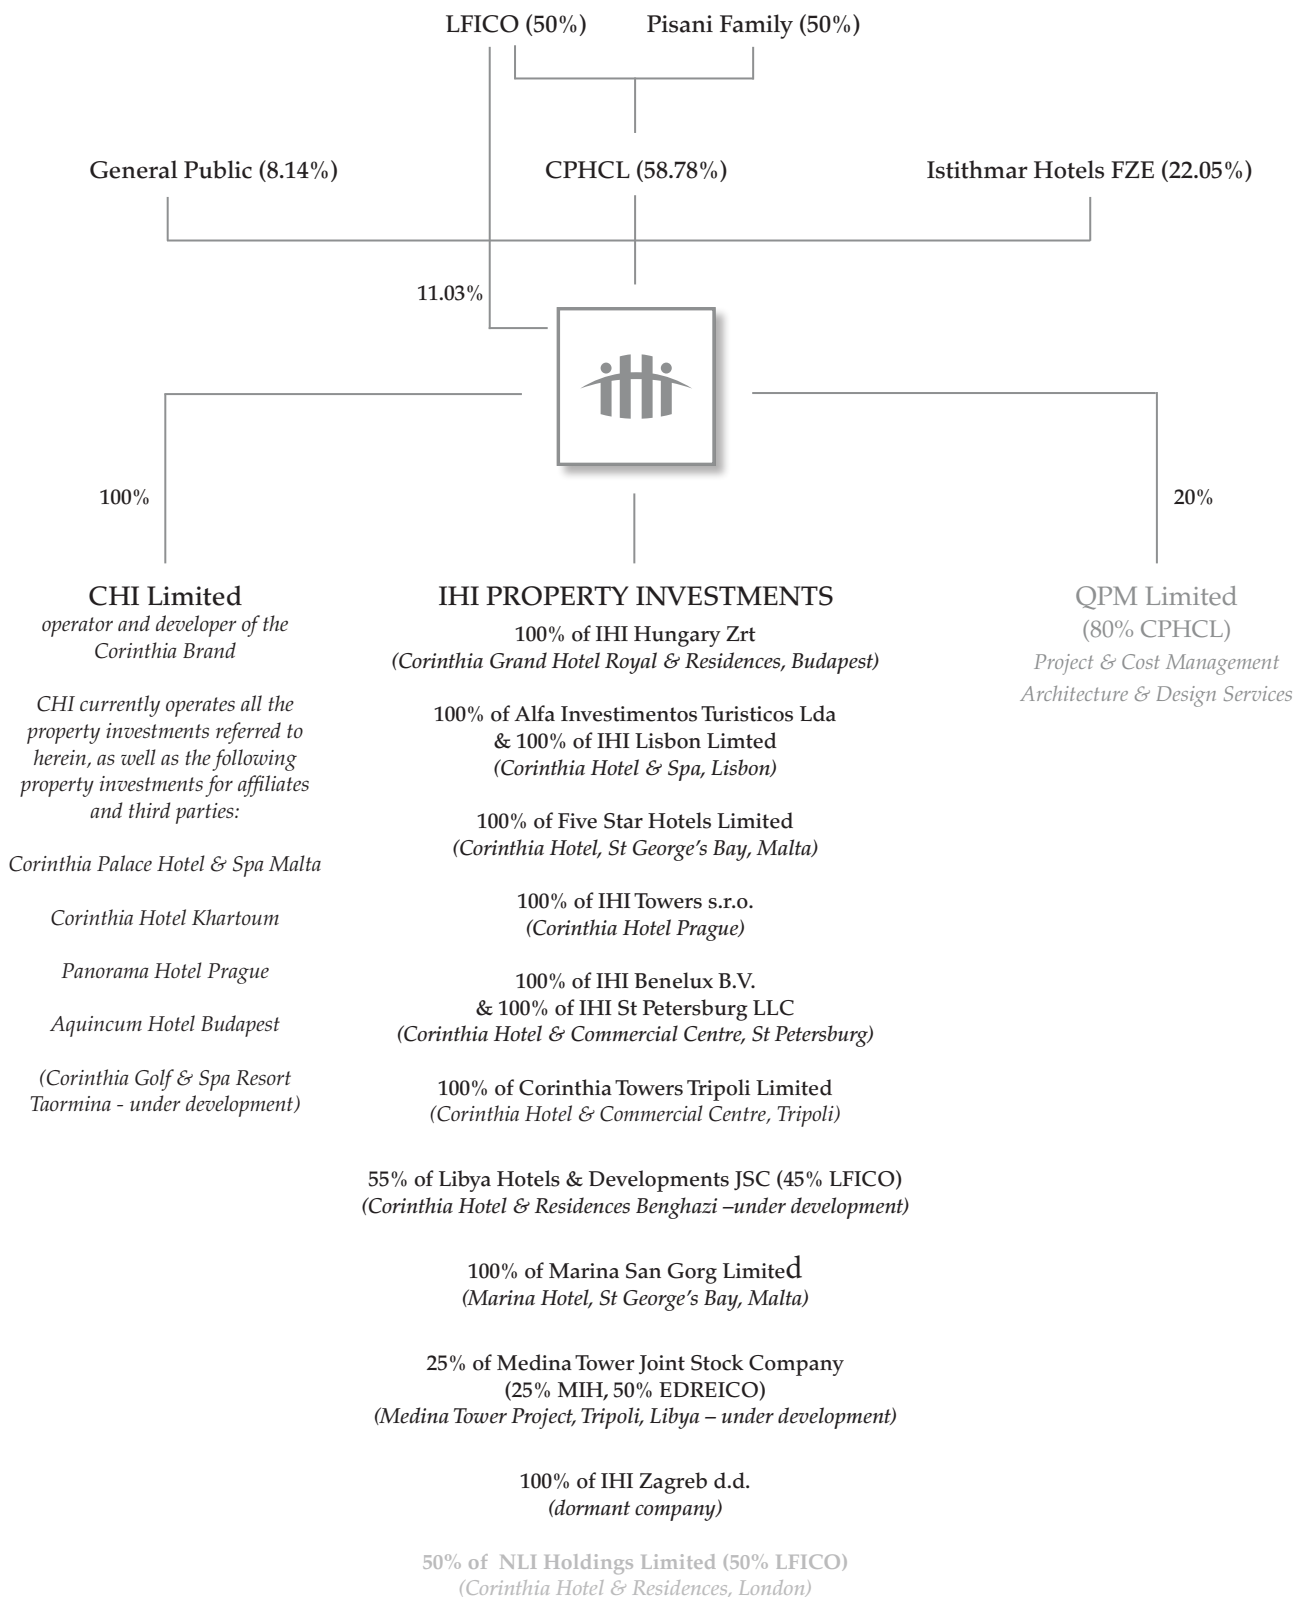 LFICO (50%)
Pisani Family (50%)
General Public (8.14%)
CPHCL (58.78%)
Istithmar Hotels FZE (22.05%)
11.03%
IHI
100%
20%
CHI Limited
operator and developer of the
Corinthia Brand
CHI currently operates all the
property investments referred to
herein, as well as the following
property investments for affiliates
and third parties:
Corinthia Palace Hotel & Spa Malta
Corinthia Hotel Khartoum
Panorama Hotel Prague
Aquincum Hotel Budapest
(Corinthia Golf & Spa Resort
Taormina - under development)
IHI PROPERTY INVESTMENTS
100% of IHI Hungary Zrt
(Corinthia Grand Hotel Royal & Residences, Budapest)
100% of Alfa Investimentos Turisticos Lda
& 100% of IHI Lisbon Limted
(Corinthia Hotel & Spa, Lisbon)
100% of Five Star Hotels Limited
(Corinthia Hotel, St George's Bay, Malta)
100% of IHI Towers s.r.o.
(Corinthia Hotel Prague)
100% of IHI Benelux B.V.
& 100% of IHI St Petersburg LLC
(Corinthia Hotel & Commercial Centre, St Petersburg)
100% of Corinthia Towers Tripoli Limited
(Corinthia Hotel & Commercial Centre, Tripoli)
55% of Libya Hotels & Developments JSC (45% LFICO)
(Corinthia Hotel & Residences Benghazi –under development)
100% of Marina San Gorg Limited
(Marina Hotel, St George's Bay, Malta)
25% of Medina Tower Joint Stock Company
(25% MIH, 50% EDREICO)
(Medina Tower Project, Tripoli, Libya – under development)
100% of IHI Zagreb d.d.
(dormant company)
50% of NLI Holdings Limited (50% LFICO)
(Corinthia Hotel & Residences, London)
QPM Limited
(80% CPHCL)
Project & Cost Management
Architecture & Design Services